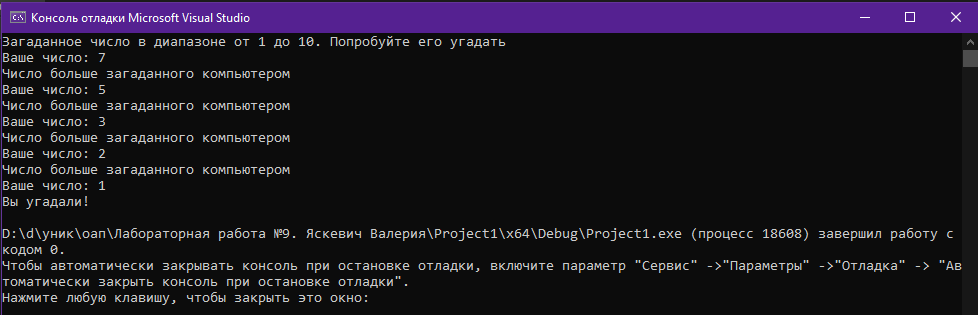 Консоль отладки Microsoft Visual Studio
Загаданное число в диапазоне от 1 до 10. Попробуйте его угадать
Ваше число: 7
Число больше загаданного компьютером
Ваше число: 5
Число больше загаданного компьютером
Ваше число: 3
Число больше загаданного компьютером
Ваше число: 2
Число больше загаданного компьютером
Ваше число: 1
Вы угадали!
D:\d\уник\оап\Лабораторная работа №9. Яскевич Валерия\Project1\x64\Debug\Project1.exe (процесс 18608) завершил работу с
кодом 0.
Чтобы автоматически закрывать консоль при остановке отладки, включите параметр "Сервис" ->"Параметры" ->"Отладка" -> "Ав
томатически закрыть консоль при остановке отладки".
Нажмите любую клавишу, чтобы закрыть это окно: